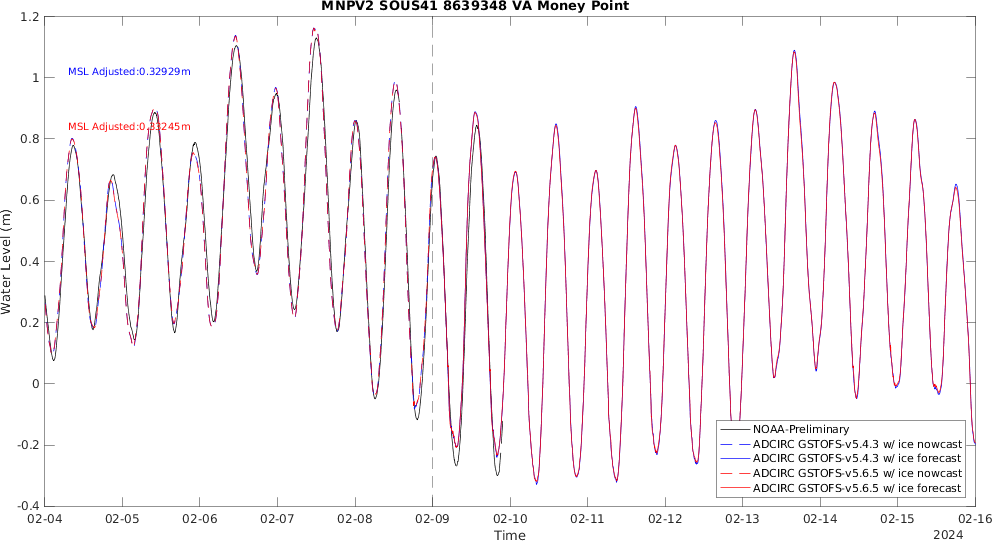 MNPV2 SOUS41 8639348 VA Money Point
1.2
1
0.8
0.6
0.4
0.2
0
-0.2
-0.4
Water Level (m)
MSL Adjusted:0.32929m
MSL Adjusted:0.33245m
NOAA-Preliminary
ADCIRC GSTOFS-v5.4.3 w/ ice nowcast
ADCIRC GSTOFS-v5.4.3 w/ ice forecast
ADCIRC GSTOFS-v5.6.5 w/ ice nowcast
ADCIRC GSTOFS-v5.6.5 w/ ice forecast
02-04 02-05 02-06 02-07 02-08 02-09 02-10 02-11 02-12 02-13 02-14 02-15 02-16
Time
2024